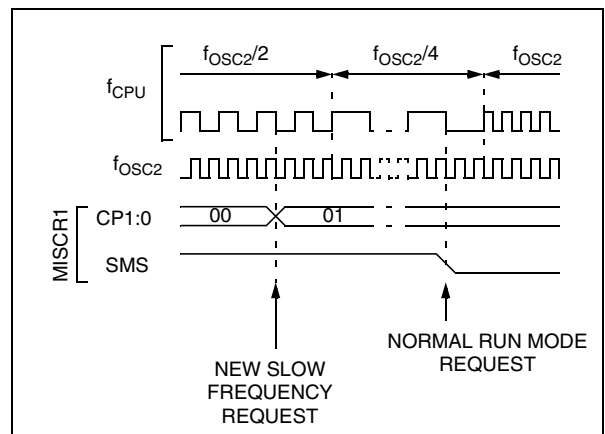 fOSC2/2 fOSC2/4 fOSC2
fCPU
fOSC2
MISCR1
CP1:0 00 01
SMS
NEW SLOW
FREQUENCY
REQUEST
NORMAL RUN MODE
REQUEST